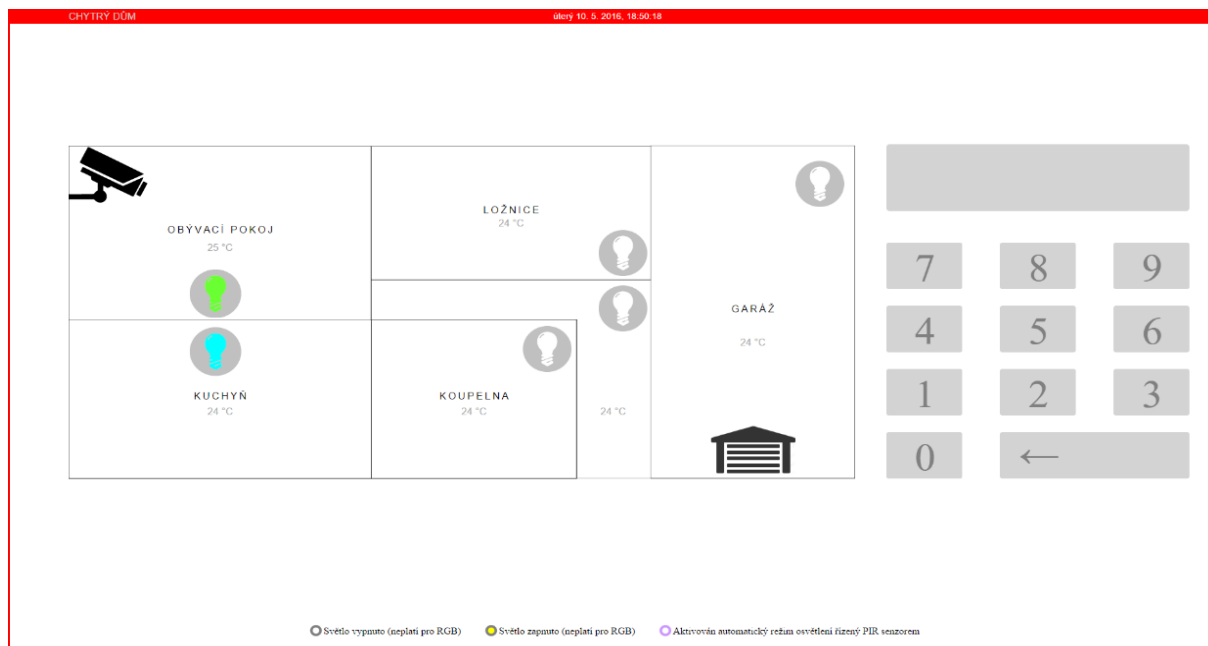 CHYTRÝ DŮM
úterý 10. 5. 2016, 18:50:18
OBÝVACÍ POKOJ
25 °C
LOŽNICE
24 °C
GARÁŽ
24 °C
KUCHYŇ
24 °C
KOUPELNA
24 °C
24 °C
7 8 9
4 5 6
1 2 3
0 ←
Světlo vypnuto (neplatí pro RGB) Světlo zapnuto (neplatí pro RGB) Aktivován automatický režim osvětlení řízený PIR senzorem